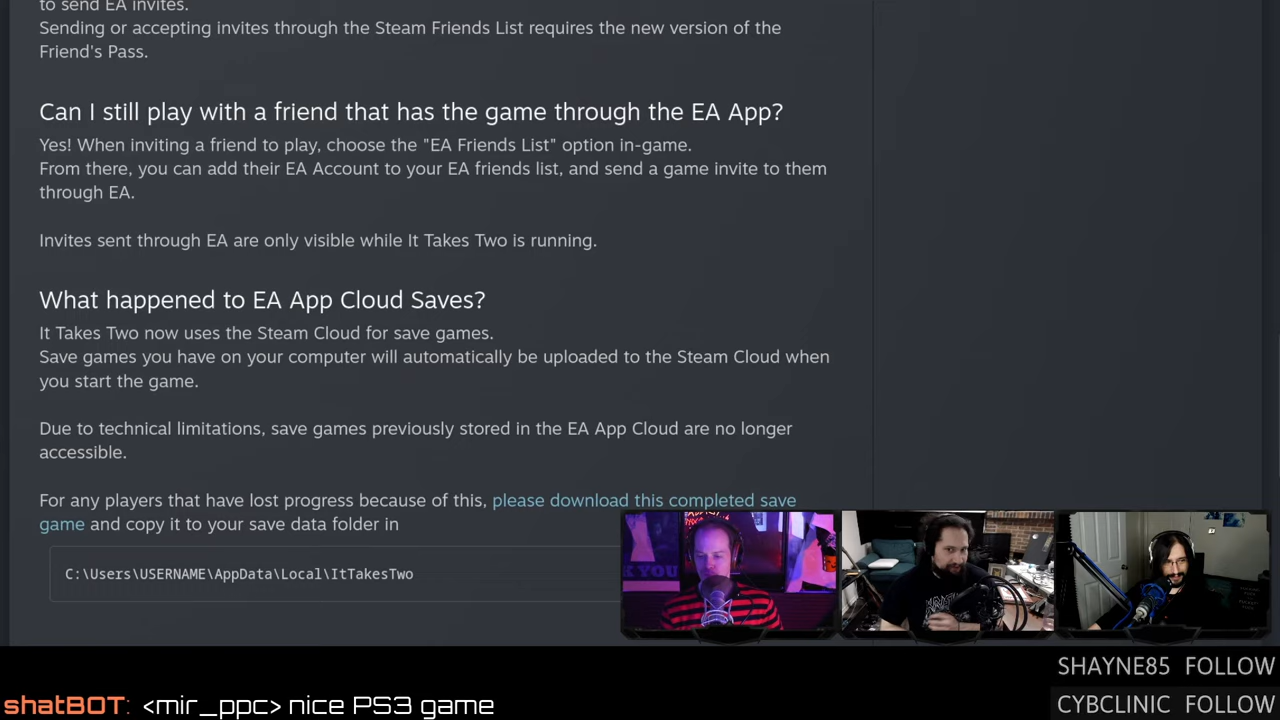 to send EA invites.
Sending or accepting invites through the Steam Friends List requires the new version of the
Friend's Pass.
Can I still play with a friend that has the game through the EA App?
Yes! When inviting a friend to play, choose the "EA Friends List" option in-game.
From there, you can add their EA Account to your EA friends list, and send a game invite to them
through EA.
Invites sent through EA are only visible while It Takes Two is running.
What happened to EA App Cloud Saves?
It Takes Two now uses the Steam Cloud for save games.
Save games you have on your computer will automatically be uploaded to the Steam Cloud when
you start the game.
Due to technical limitations, save games previously stored in the EA App Cloud are no longer
accessible.
For any players that have lost progress because of this, please download this completed save
game and copy it to your save data folder in
C:\Users\USERNAME\AppData\Local\ItTakesTwo
SHAYNE85 FOLLOW
CYBCLINIC FOLLOW
shatBOT: <mir_ppc> nice PS3 game